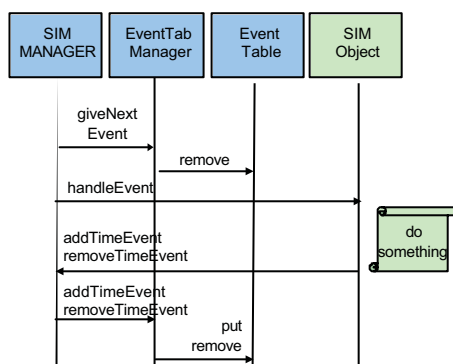 SIM
MANAGER
EventTab
Manager
Event
Table
SIM
Object
giveNext
Event
remove
handleEvent
do
something
addTimeEvent
removeTimeEvent
addTimeEvent
removeTimeEvent
put
remove